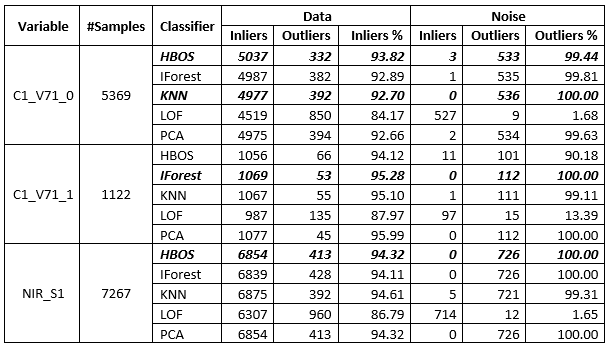 Variable #Samples Classifier Data Noise
Inliers Outliers Inliers % Inliers Outliers Outliers %
C1_V71_0 5369 HBOS 5037 332 93.82 3 533 99.44
IForest 4987 382 92.89 1 535 99.81
KNN 4977 392 92.70 0 536 100.00
LOF 4519 850 84.17 527 9 1.68
PCA 4975 394 92.66 2 534 99.63
C1_V71_1 1122 HBOS 1056 66 94.12 11 101 90.18
IForest 1069 53 95.28 0 112 100.00
KNN 1067 55 95.10 1 111 99.11
LOF 987 135 87.97 97 15 13.39
PCA 1077 45 95.99 0 112 100.00
NIR_S1 7267 HBOS 6854 413 94.32 0 726 100.00
IForest 6839 428 94.11 0 726 100.00
KNN 6875 392 94.61 5 721 99.31
LOF 6307 960 86.79 714 12 1.65
PCA 6854 413 94.32 0 726 100.00